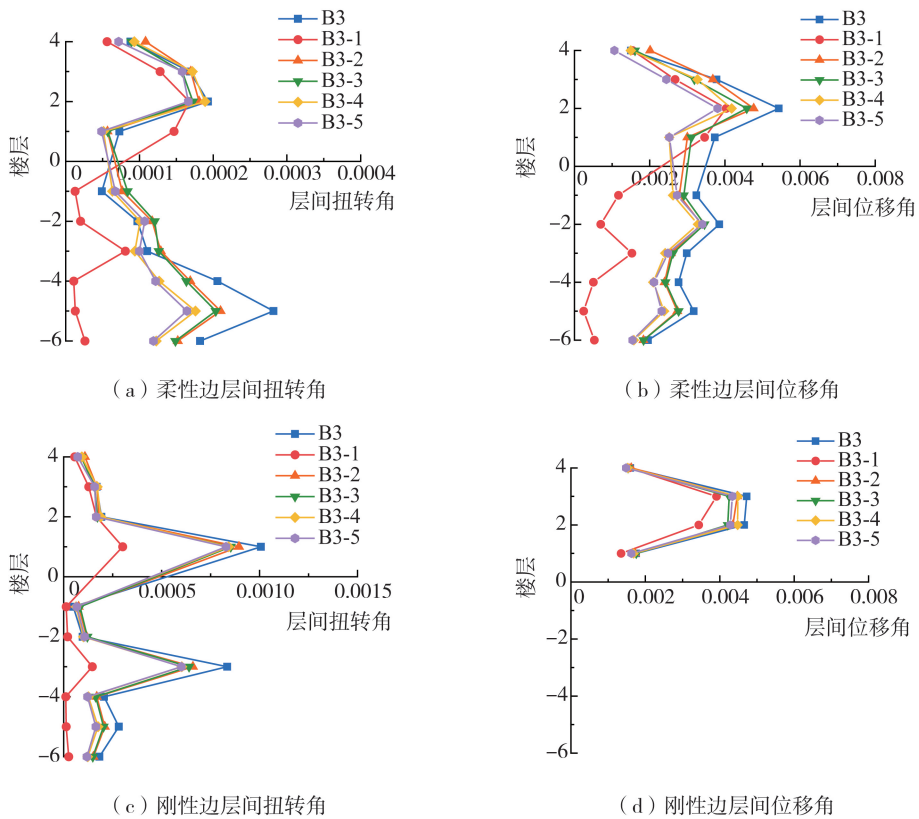 B3
B3-1
B3-2
B3-3
B3-4
B3-5
4
2
0
−2
−4
−6
楼层
0.0001
0.0002
0.0003
0.0004
层间扭转角
（a）柔性边层间扭转角
B3
B3-1
B3-2
B3-3
B3-4
B3-5
4
2
0
−2
−4
−6
楼层
0.002
0.004
0.006
0.008
层间位移角
（b）柔性边层间位移角
B3
B3-1
B3-2
B3-3
B3-4
B3-5
4
2
0
0
−2
−4
−6
楼层
0.0005
0.0010
0.0015
层间扭转角
（c）刚性边层间扭转角
B3
B3-1
B3-2
B3-3
B3-4
B3-5
4
2
0
−2
−4
−6
楼层
0.002
0.004
0.006
0.008
层间位移角
（d）刚性边层间位移角